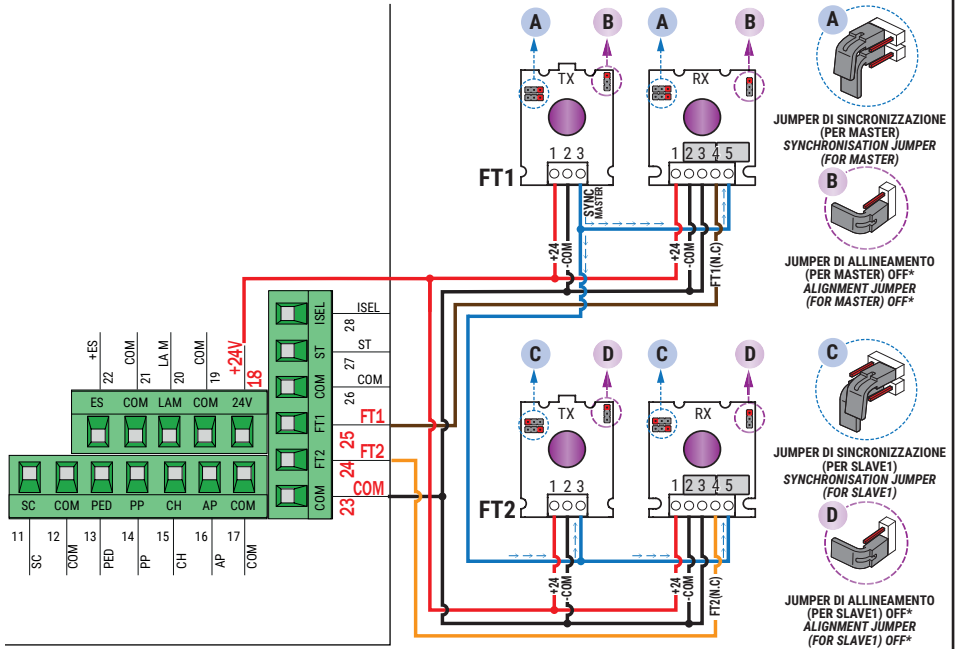 A
B
A
B
TX
RX
1 2 3
1 2 3 4 5
FT1
SYNC
MASTER
+24
-COM
+24
-COM
FT1(N.C)
A
JUMPER DI SINCRONIZZAZIONE
(PER MASTER)
SYNCHRONISATION JUMPER
(FOR MASTER)
B
JUMPER DI ALLINEAMENTO
(PER MASTER) OFF*
ALIGNMENT JUMPER
(FOR MASTER) OFF*
ISEL
28
ISEL
ST
27
ST
COM
26
COM
FT1
25
FT1
FT2
24
FT2
COM
23
COM
+ES
22
COM
21
LA M
20
COM
19
+24V
18
ES
COM
LAM
COM
24V
SC
COM
PED
PP
CH
AP
COM
11
SC
12
COM
13
PED
14
PP
15
CH
16
AP
17
COM
C
D
C
D
TX
RX
1 2 3
1 2 3 4 5
FT2
+24
-COM
+24
-COM
FT2(N.C)
C
JUMPER DI SINCRONIZZAZIONE
(PER SLAVE1)
SYNCHRONISATION JUMPER
(FOR SLAVE1)
D
JUMPER DI ALLINEAMENTO
(PER SLAVE1) OFF*
ALIGNMENT JUMPER
(FOR SLAVE1) OFF*